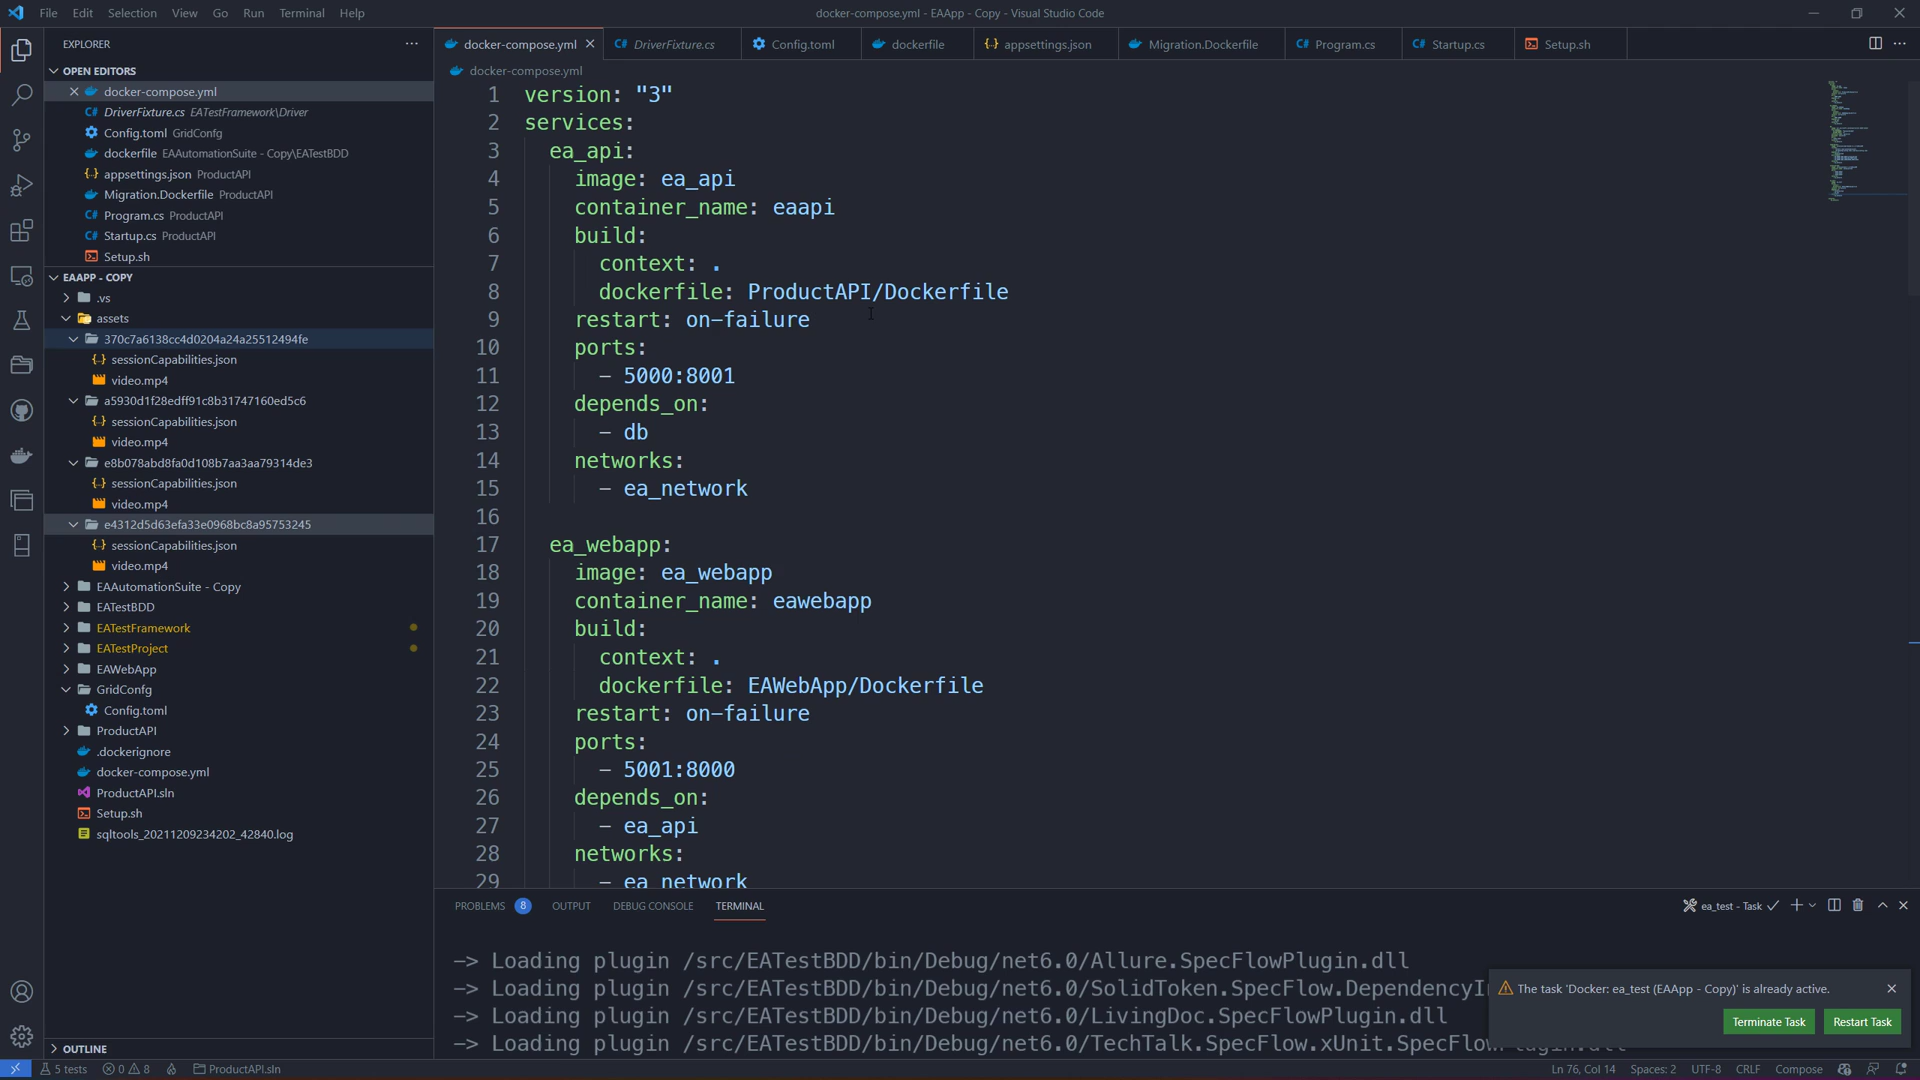 File Edit Selection View Go Run Terminal Help
docker-compose.yml - EAApp - Copy - Visual Studio Code
EXPLORER
OPEN EDITORS
docker-compose.yml
DriverFixture.cs EATestFramework\Driver
Config.toml GridConfg
dockerfile EAAutomationSuite - Copy\EATestBDD
appsettings.json ProductAPI
Migration.Dockerfile ProductAPI
Program.cs ProductAPI
Startup.cs ProductAPI
Setup.sh
EAAPP - COPY
.vs
assets
370c7a6138cc4d0204a24a25512494fe
sessionCapabilities.json
video.mp4
a5930d1f28edff91c8b31747160ed5c6
sessionCapabilities.json
video.mp4
e8b078abd8fa0d108b7aa3aa79314de3
sessionCapabilities.json
video.mp4
e4312d5d63efa33e0968bc8a95753245
sessionCapabilities.json
video.mp4
EAAutomationSuite - Copy
EATestBDD
EATestFramework
EATestProject
EAWebApp
GridConfg
Config.toml
ProductAPI
.dockerignore
docker-compose.yml
ProductAPI.sln
Setup.sh
sqltools_20211209234202_42840.log
OUTLINE
docker-compose.yml DriverFixture.cs Config.toml dockerfile appsettings.json Migration.Dockerfile Program.cs Startup.cs Setup.sh
docker-compose.yml
1 version: "3"
2 services:
3 ea_api:
4 image: ea_api
5 container_name: eaapi
6 build:
7 context: .
8 dockerfile: ProductAPI/Dockerfile
9 restart: on-failure
10 ports:
11 - 5000:8001
12 depends_on:
13 - db
14 networks:
15 - ea_network
16
17 ea_webapp:
18 image: ea_webapp
19 container_name: eawebapp
20 build:
21 context: .
22 dockerfile: EAWebApp/Dockerfile
23 restart: on-failure
24 ports:
25 - 5001:8000
26 depends_on:
27 - ea_api
28 networks:
29 - ea_network
PROBLEMS 8 OUTPUT DEBUG CONSOLE TERMINAL
ea_test - Task
-> Loading plugin /src/EATestBDD/bin/Debug/net6.0/Allure.SpecFlowPlugin.dll
-> Loading plugin /src/EATestBDD/bin/Debug/net6.0/SolidToken.SpecFlow.DependencyIn
-> Loading plugin /src/EATestBDD/bin/Debug/net6.0/LivingDoc.SpecFlowPlugin.dll
-> Loading plugin /src/EATestBDD/bin/Debug/net6.0/TechTalk.SpecFlow.xUnit.SpecFlowPlugin.dll
The task 'Docker: ea_test (EAApp - Copy)' is already active.
Terminate Task Restart Task
5 tests 0 8 ProductAPI.sln
Ln 76, Col 14 Spaces: 2 UTF-8 CRLF Compose